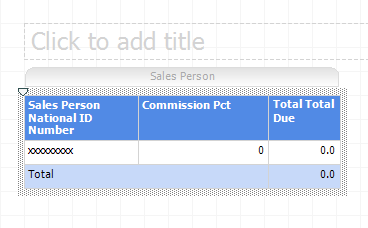 Click to add title
Sales Person
Sales Person National ID Number Commission Pct Total Total Due
xxxxxxxxx 0 0.0
Total 0.0